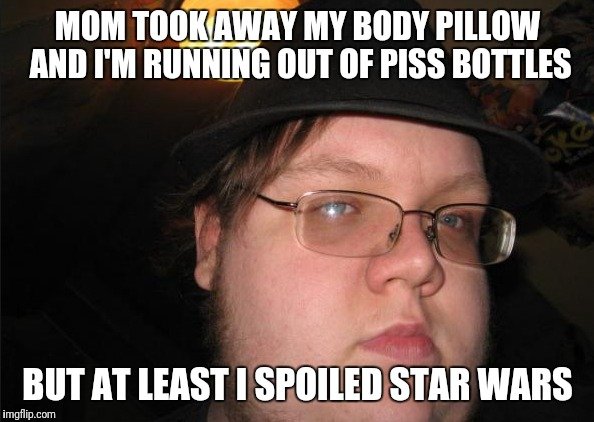 MOM TOOK AWAY MY BODY PILLOW
AND I'M RUNNING OUT OF PISS BOTTLES
BUT AT LEAST I SPOILED STAR WARS
imgflip.com